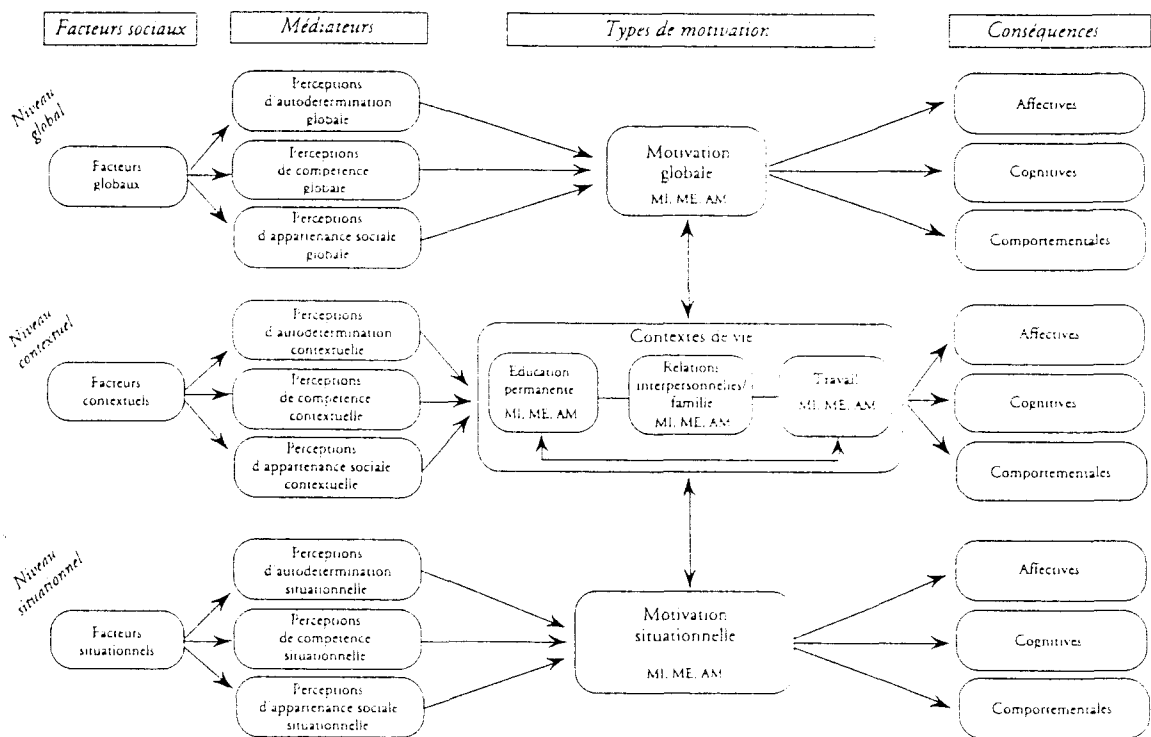 Facteurs sociaux
Médiateurs
Types de motivation
Conséquences
Niveau
global
Facteurs
globaux
Perceptions
d'autodétermination
globale
Perceptions
de compétence
globale
Perceptions
d'appartenance sociale
globale
Motivation
globale
MI, ME, AM
Affectives
Cognitives
Comportementales
Niveau
contextuel
Facteurs
contextuels
Perceptions
d'autodétermination
contextuelle
Perceptions
de compétence
contextuelle
Perceptions
d'appartenance sociale
contextuelle
Contextes de vie
Éducation
permanente
MI, ME, AM
Relations
interpersonnelles/
famille
MI, ME, AM
Travail
MI, ME, AM
Affectives
Cognitives
Comportementales
Niveau
situationnel
Facteurs
situationnels
Perceptions
d'autodétermination
situationnelle
Perceptions
de compétence
situationnelle
Perceptions
d'appartenance sociale
situationnelle
Motivation
situationnelle
MI, ME, AM
Affectives
Cognitives
Comportementales